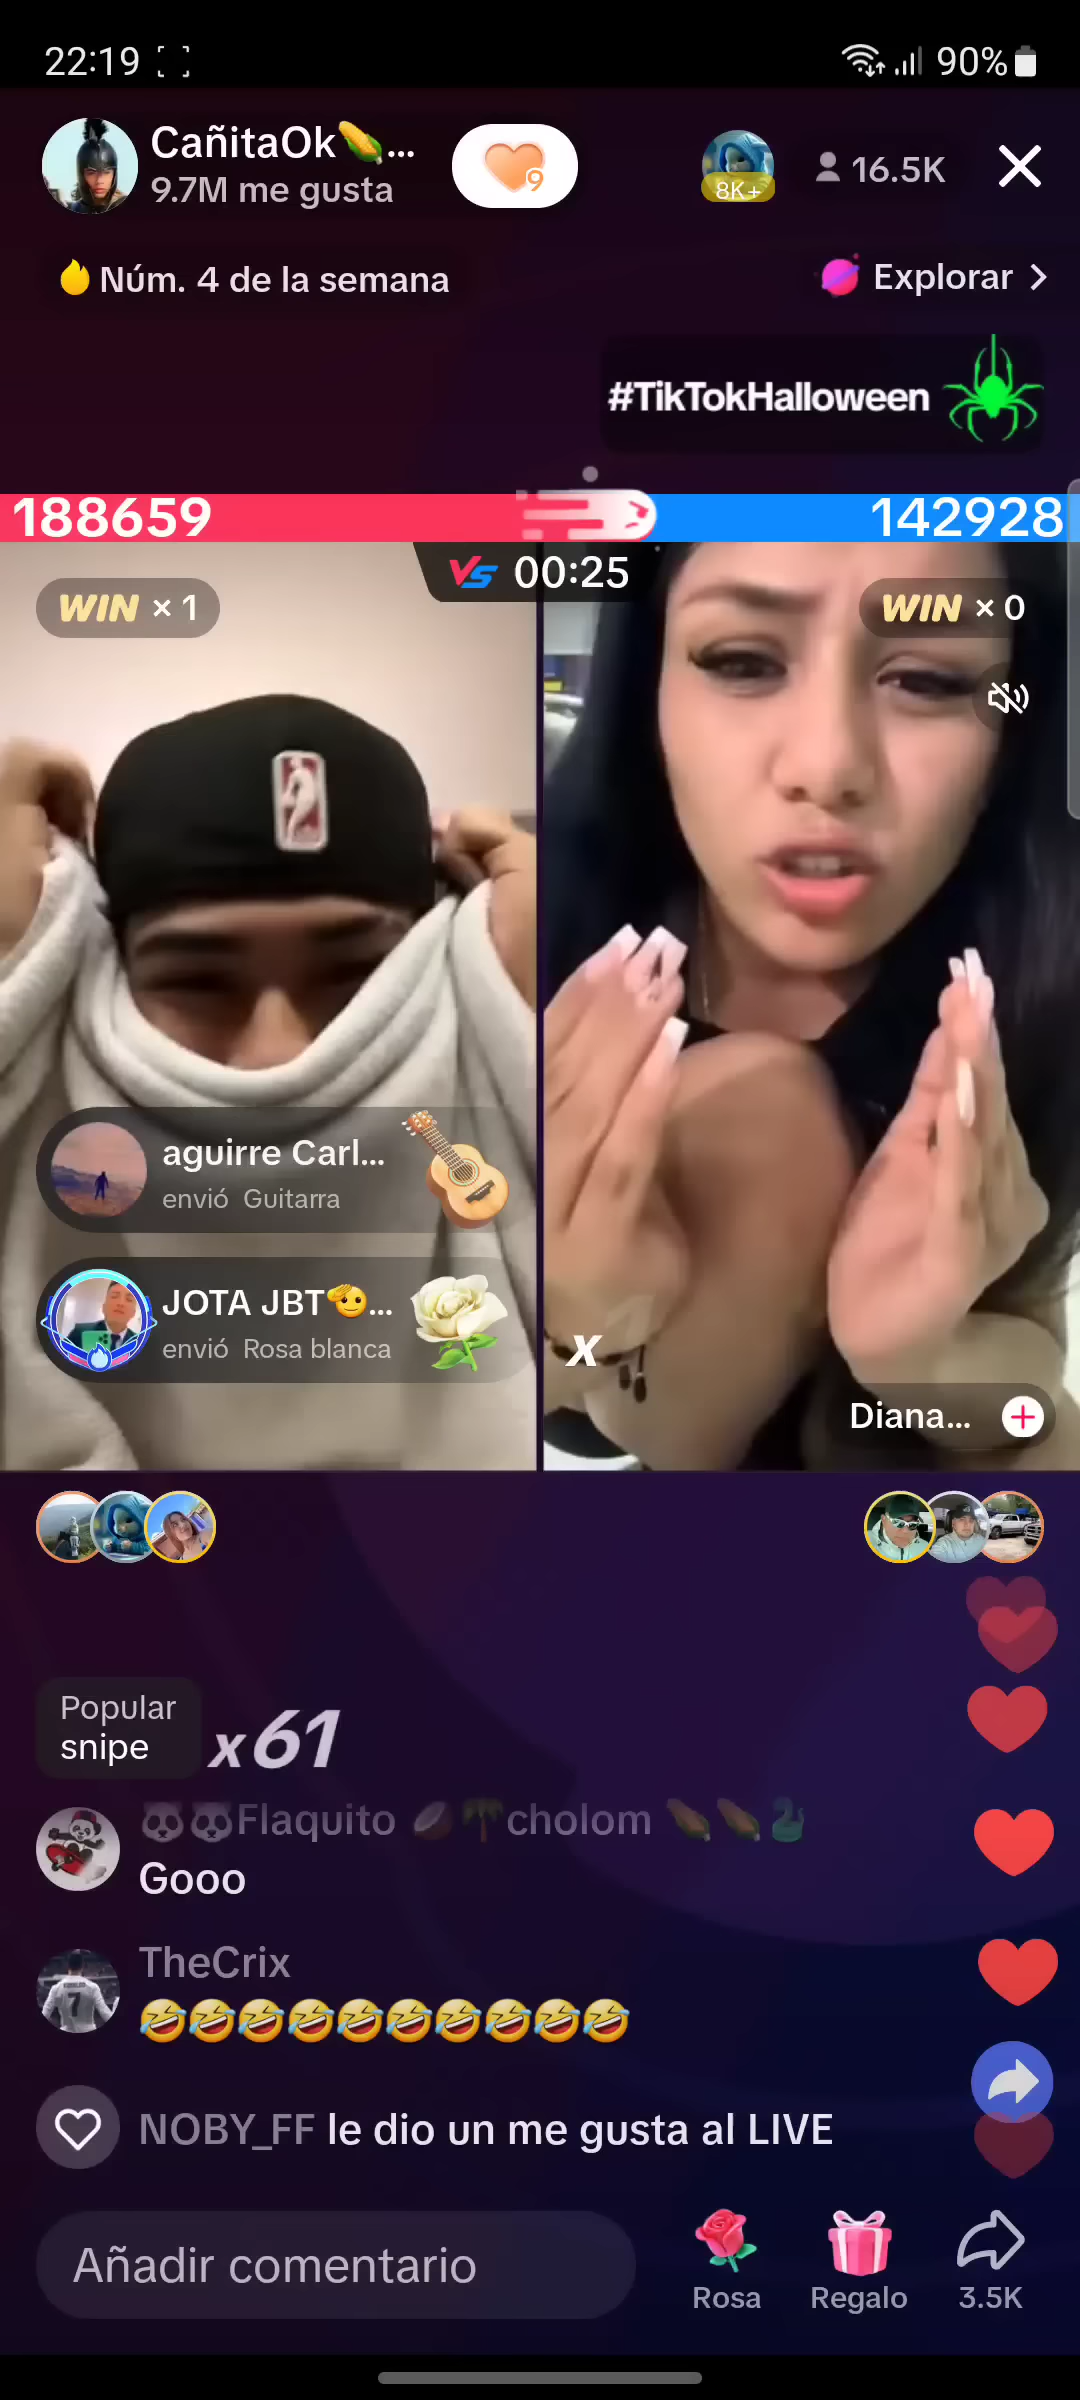 22:19
90%
CañitaOk🌽...
9.7M me gusta
9
8K+
16.5K
Núm. 4 de la semana
Explorar >
#TikTokHalloween
188659
142928
VS 00:25
WIN × 1
WIN × 0
aguirre Carl...
envió Guitarra
JOTA JBT🫡...
envió Rosa blanca
x
Diana...
Popular
snipe
x61
🐼🐼Flaquito 🥥🌴cholom 🌽🌽🦢
Gooo
TheCrix
🤣🤣🤣🤣🤣🤣🤣🤣🤣🤣
7
NOBY_FF le dio un me gusta al LIVE
Añadir comentario
Rosa
Regalo
3.5K